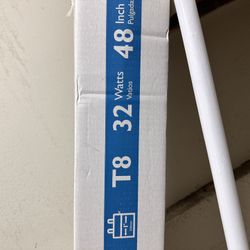 T8
32 Watts
Vatios
48 Inch
Pulgadas